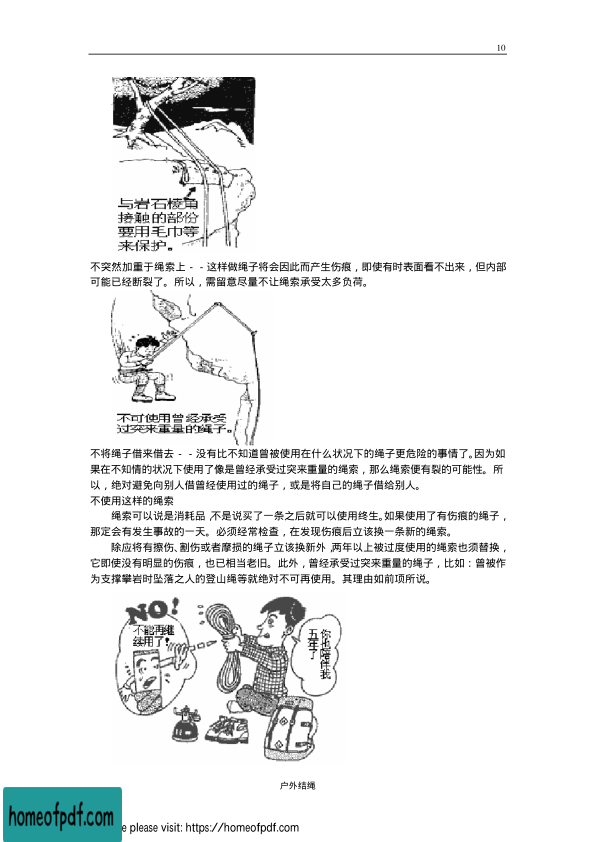 10
与岩石棱角
接触的部份
要用毛巾等
来保护。
不突然加重于绳索上－－这样做绳子将会因此而产生伤痕，即使有时表面看不出来，但内部
可能已经断裂了。所以，需留意尽量不让绳索承受太多负荷。
不可使用曾经承受
过突来重量的绳子。
不将绳子借来借去－－没有比不知道曾被使用在什么状况下的绳子更危险的事情了。因为如
果在不知情的状况下使用了像是曾经承受过突来重量的绳索，那么绳索便有裂的可能性。所
以，绝对避免向别人借曾经使用过的绳子，或是将自己的绳子借给别人。
不使用这样的绳索
绳索可以说是消耗品，不是说买了一条之后就可以使用终生。如果使用了有伤痕的绳子，
那定会有发生事故的一天。必须经常检查，在发现伤痕后立该换一条新的绳索。
除应将有擦伤、割伤或者摩损的绳子立该换新外，两年以上被过度使用的绳索也须替换，
它即使没有明显的伤痕，也已相当老旧。此外，曾经承受过突来重量的绳子，比如：曾被作
为支撑攀岩时坠落之人的登山绳等就绝对不可再使用。其理由如前项所说。
NO!
不能再继
续用了！
你也陪伴我
五年了
户外结绳
homeofpdf.com
e please visit: https://homeofpdf.com